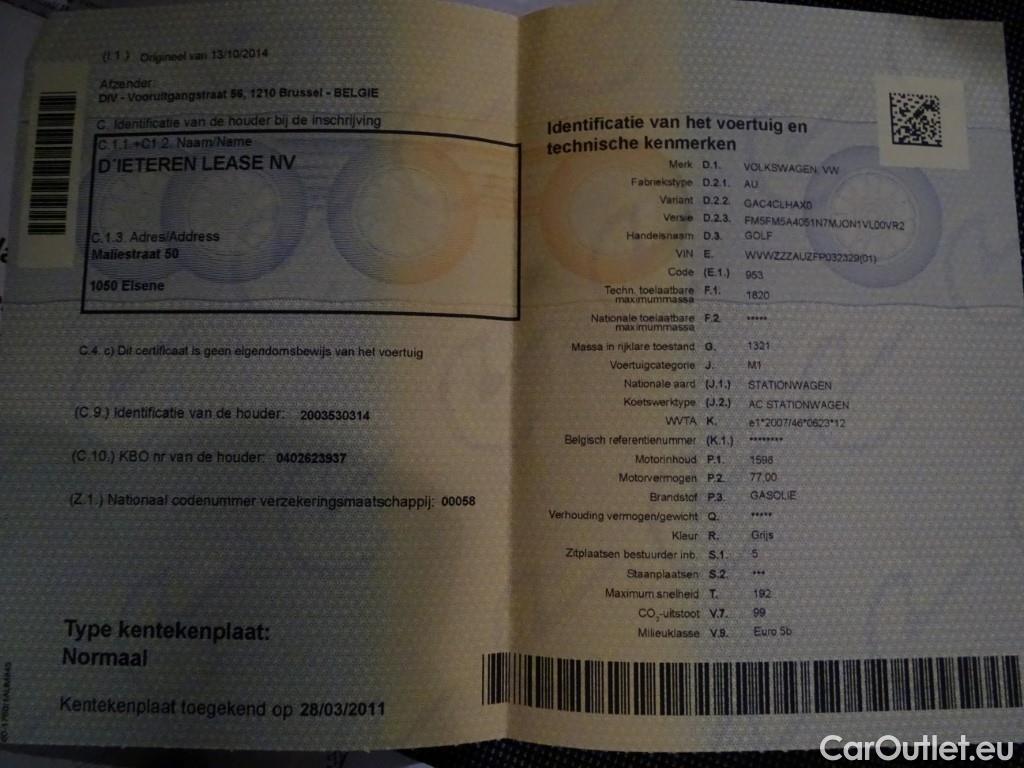 (I.1.) Origineel van 13/10/2014
Afzender:
DIV - Vooruitgangstraat 56, 1210 Brussel - BELGIE
C. Identificatie van de houder bij de inschrijving
C.1.1.+C1.2. Naam/Name
D'IETEREN LEASE NV
C.1.3. Adres/Address
Maliestraat 50
1050 Elsene
C.4. c) Dit certificaat is geen eigendomsbewijs van het voertuig
(C.9.) Identificatie van de houder: 2003530314
(C.10.) KBO nr van de houder: 0402623937
(Z.1.) Nationaal codenummer verzekeringsmaatschappij: 00058
Type kentekenplaat:
Normaal
Kentekenplaat toegekend op 28/03/2011
Identificatie van het voertuig en
technische kenmerken
Merk D.1. VOLKSWAGEN, VW
Fabriekstype D.2.1. AU
Variant D.2.2. GAC4CLHAX0
Versie D.2.3. FM5FM5A4051N7MJON1VL00VR2
Handelsnaam D.3. GOLF
VIN E. WVWZZZAUZFP032329(01)
Code (E.1.) 953
Techn. toelaatbare maximummassa F.1. 1820
Nationale toelaatbare maximummassa F.2. *****
Massa in rijklare toestand G. 1321
Voertuigcategorie J. M1
Nationale aard (J.1.) STATIONWAGEN
Koetswerktype (J.2.) AC STATIONWAGEN
WVTA K. e1*2007/46*0623*12
Belgisch referentienummer (K.1.) ********
Motorinhoud P.1. 1598
Motorvermogen P.2. 77,00
Brandstof P.3. GASOLIE
Verhouding vermogen/gewicht Q. *****
Kleur R. Grijs
Zitplaatsen bestuurder inb. S.1. 5
Staanplaatsen S.2. ***
Maximum snelheid T. 192
CO₂-uitstoot V.7. 99
Milieuklasse V.9. Euro 5b
CarOutlet.eu